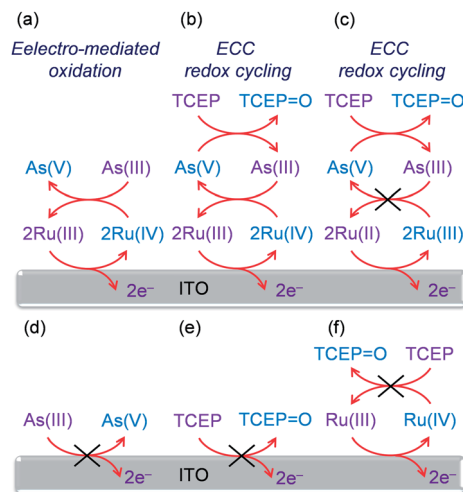 (a) (b) (c)
Eelectro-mediated oxidation
ECC redox cycling
ECC redox cycling
TCEP TCEP=O TCEP TCEP=O
As(V) As(III) As(V) As(III) As(V) As(III)
2Ru(III) 2Ru(IV) 2Ru(III) 2Ru(IV) 2Ru(II) 2Ru(III)
2e⁻ ITO 2e⁻ 2e⁻
(d) (e) (f)
TCEP=O TCEP
As(III) As(V) TCEP TCEP=O Ru(III) Ru(IV)
2e⁻ ITO 2e⁻ 2e⁻